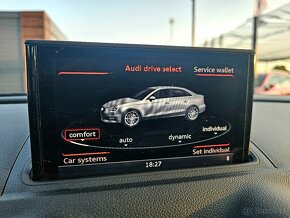 Audi drive select
Service wallet
comfort
auto
dynamic
individual
Car systems
Set individual
18:27